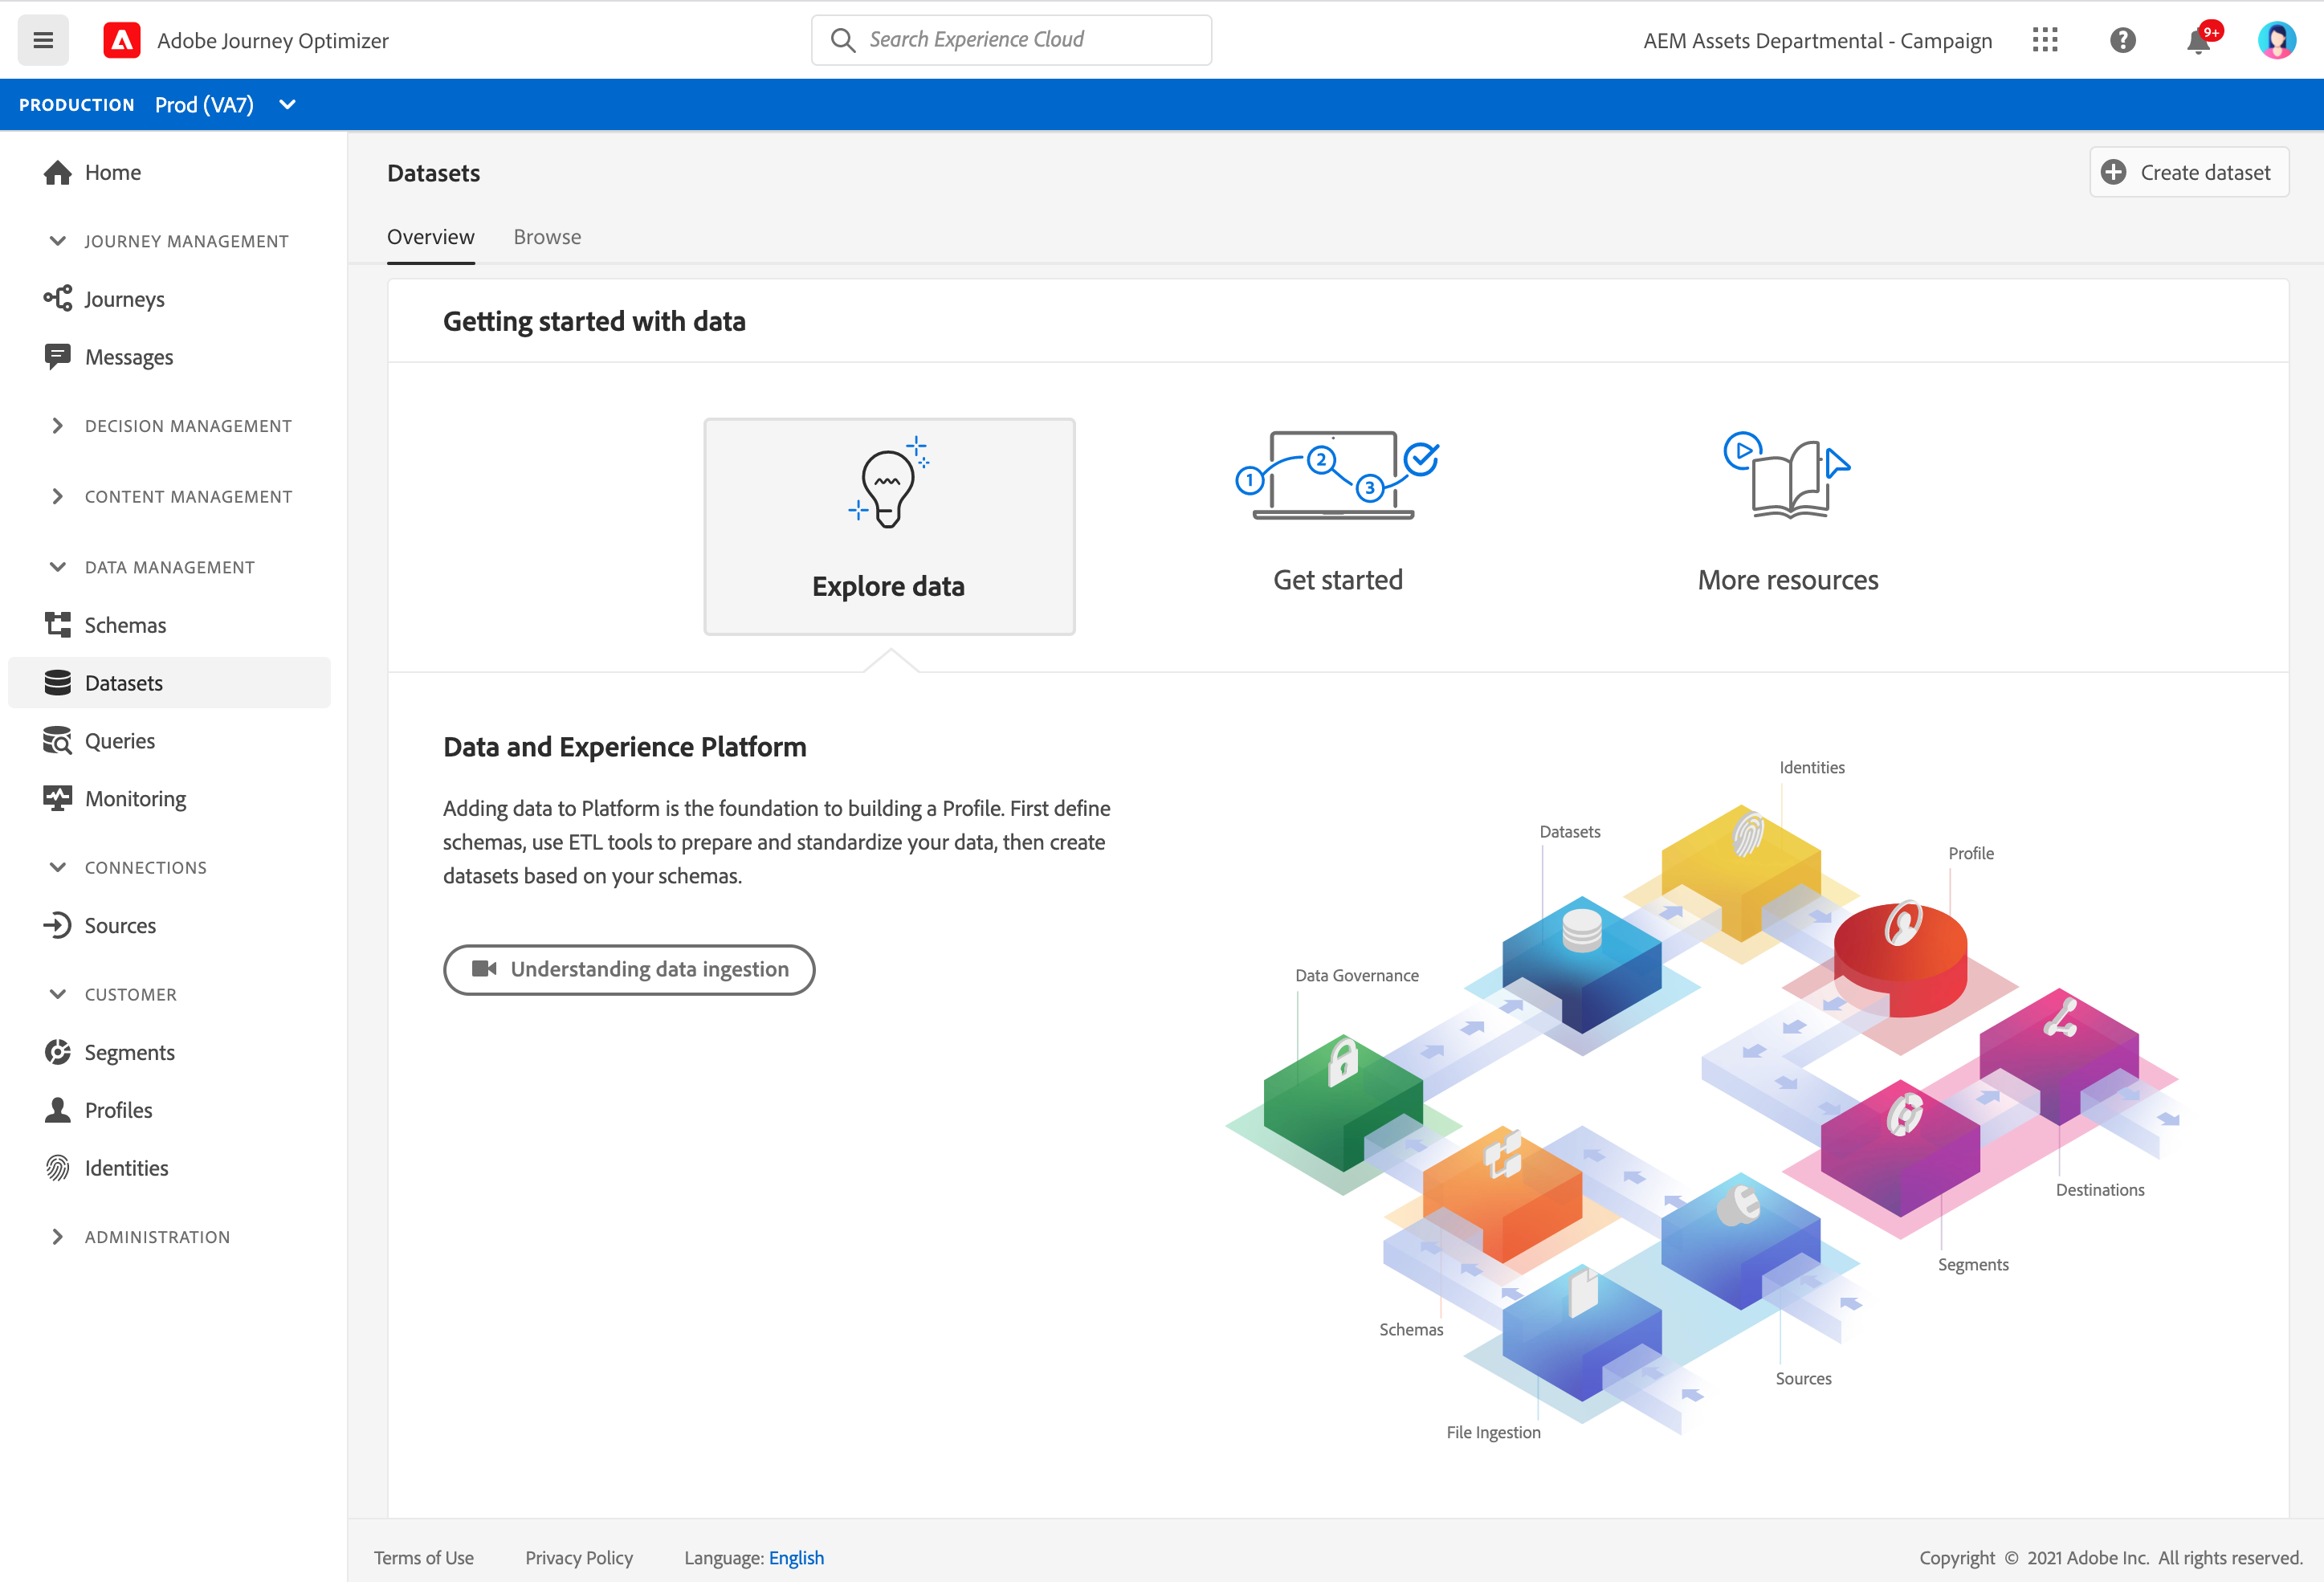 Adobe Journey Optimizer
Search Experience Cloud
AEM Assets Departmental - Campaign
9+
PRODUCTION Prod (VA7)
Home
JOURNEY MANAGEMENT
Journeys
Messages
DECISION MANAGEMENT
CONTENT MANAGEMENT
DATA MANAGEMENT
Schemas
Datasets
Queries
Monitoring
CONNECTIONS
Sources
CUSTOMER
Segments
Profiles
Identities
ADMINISTRATION
Datasets
Create dataset
Overview
Browse
Getting started with data
Explore data
1
2
3
Get started
More resources
Data and Experience Platform
Adding data to Platform is the foundation to building a Profile. First define
schemas, use ETL tools to prepare and standardize your data, then create
datasets based on your schemas.
Understanding data ingestion
Identities
Datasets
Profile
Data Governance
Destinations
Segments
Schemas
Sources
File Ingestion
Terms of Use
Privacy Policy
Language: English
Copyright © 2021 Adobe Inc. All rights reserved.